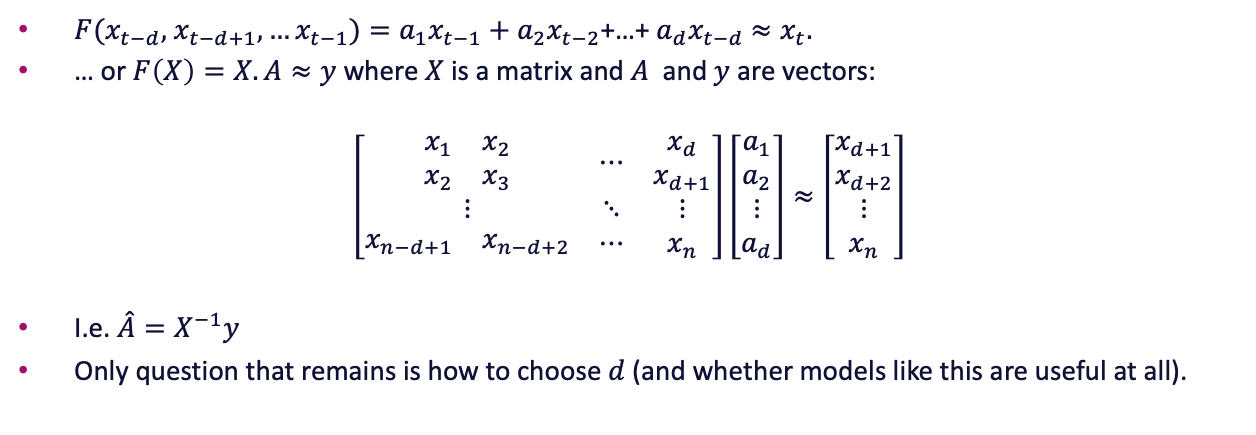 • F(x_{t−d}, x_{t−d+1}, … x_{t−1}) = a_1x_{t−1} + a_2x_{t−2}+…+ a_dx_{t−d} ≈ x_t.
• … or F(X) = X.A ≈ y where X is a matrix and A and y are vectors:
[x_1 x_2 … x_d] [a_1] [x_{d+1}]
[x_2 x_3 x_{d+1}] [a_2] ≈ [x_{d+2}]
[⋮ ⋱ ⋮] [⋮] [⋮]
[x_{n−d+1} x_{n−d+2} … x_n] [a_d] [x_n]
• I.e. Â = X^{−1}y
• Only question that remains is how to choose d (and whether models like this are useful at all).